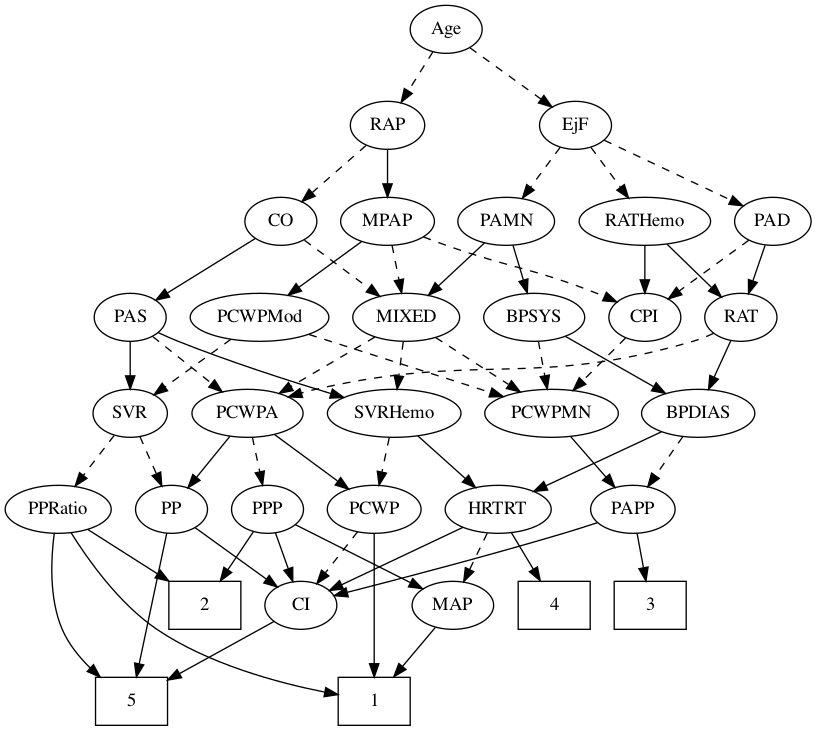 Age
RAP
EjF
CO
MPAP
PAMN
RATHemo
PAD
PAS
PCWPMod
MIXED
BPSYS
CPI
RAT
SVR
PCWPA
SVRHemo
PCWPMN
BPDIAS
PPRatio
PP
PPP
PCWP
HRTRT
PAPP
2
CI
MAP
4
3
5
1